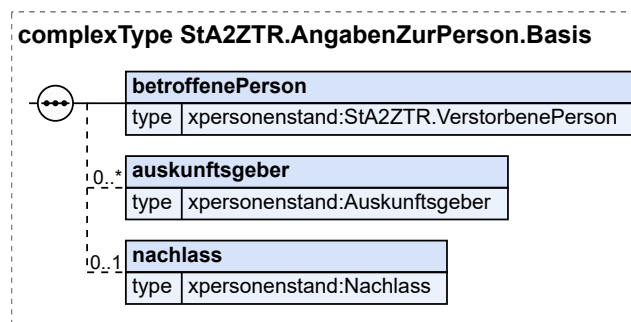 complexType StA2ZTR.AngabenZurPerson.Basis
betroffenePerson
type xpersonenstand:StA2ZTR.VerstorbenePerson
0..* auskunftsgeber
type xpersonenstand:Auskunftsgeber
0..1 nachlass
type xpersonenstand:Nachlass